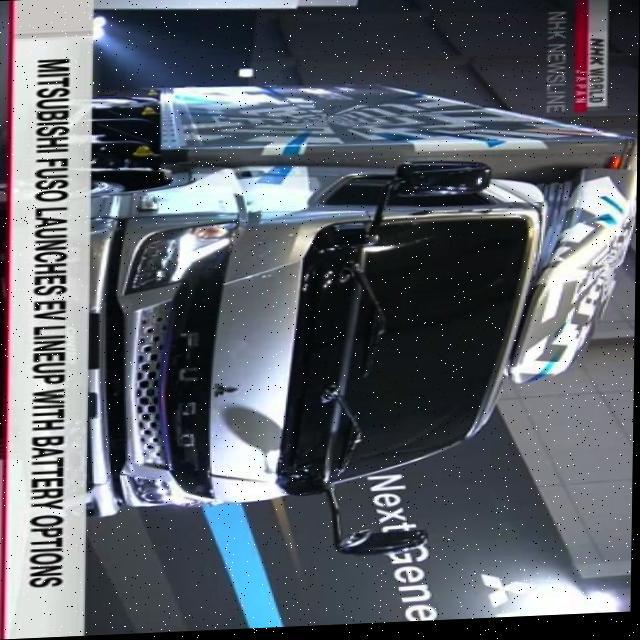 NHK WORLD
JAPAN
NHK NEWSLINE
FUSO
Next Gene
MITSUBISHI FUSO LAUNCHES EV LINEUP WITH BATTERY OPTIONS